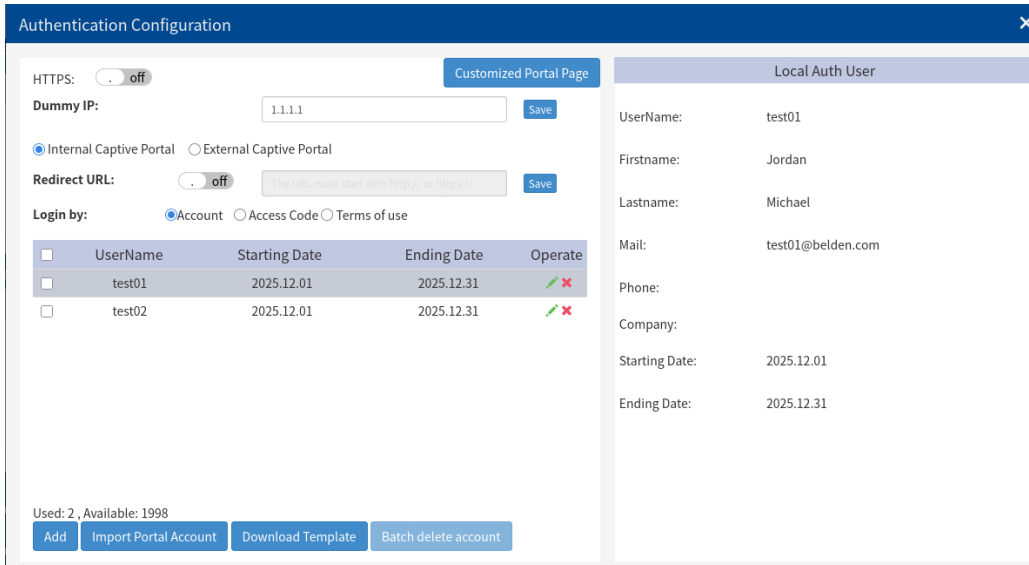 Authentication Configuration
HTTPS: off
Customized Portal Page
Dummy IP: 1.1.1.1 Save
Internal Captive Portal External Captive Portal
Redirect URL: off The URL must start with http:// or https:// Save
Login by: Account Access Code Terms of use
UserName Starting Date Ending Date Operate
test01 2025.12.01 2025.12.31
test02 2025.12.01 2025.12.31
Used: 2 , Available: 1998
Add Import Portal Account Download Template Batch delete account
Local Auth User
UserName: test01
Firstname: Jordan
Lastname: Michael
Mail: test01@belden.com
Phone:
Company:
Starting Date: 2025.12.01
Ending Date: 2025.12.31